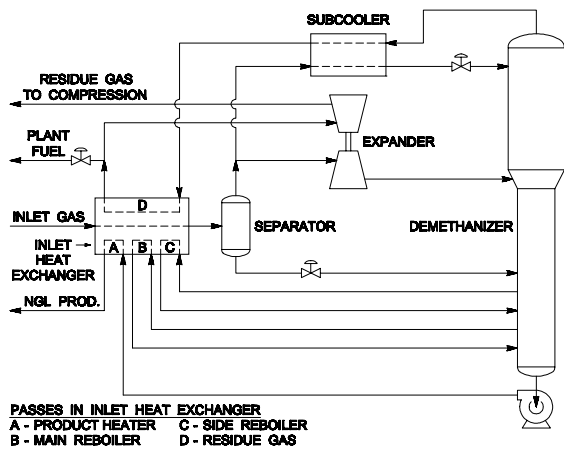 SUBCOOLER
RESIDUE GAS
TO COMPRESSION
PLANT
FUEL
EXPANDER
D
INLET GAS
SEPARATOR
DEMETHANIZER
INLET
HEAT
EXCHANGER
A B C
NGL PROD.
PASSES IN INLET HEAT EXCHANGER
A - PRODUCT HEATER C - SIDE REBOILER
B - MAIN REBOILER D - RESIDUE GAS